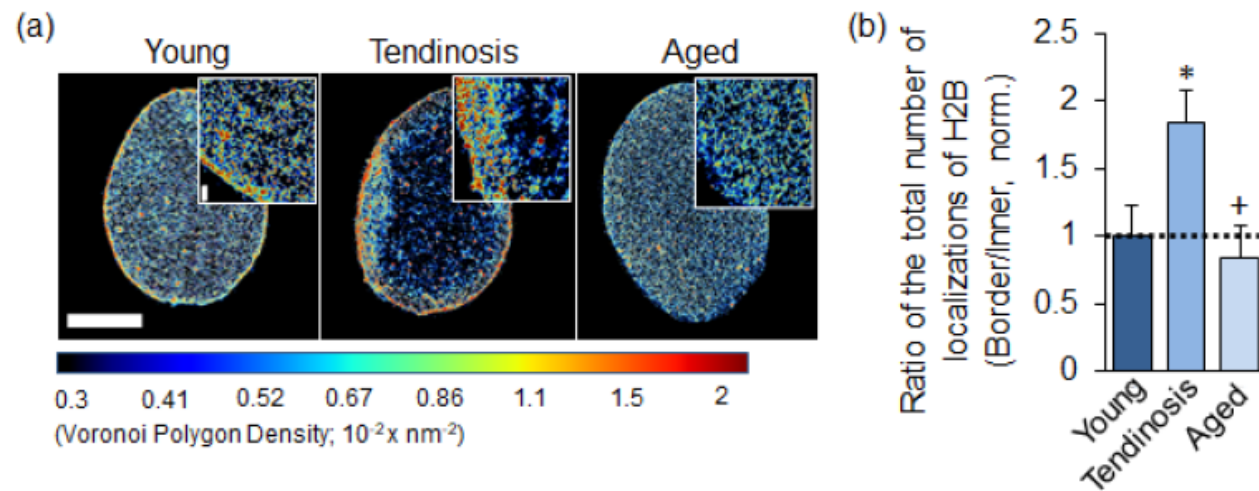 (a)
Young Tendinosis Aged
0.3 0.41 0.52 0.67 0.86 1.1 1.5 2
(Voronoi Polygon Density; 10⁻² x nm⁻²)
(b)
Ratio of the total number of
localizations of H2B
(Border/Inner, norm.)
2.5
2
1.5
1
0.5
0
*
+
Young
Tendinosis
Aged